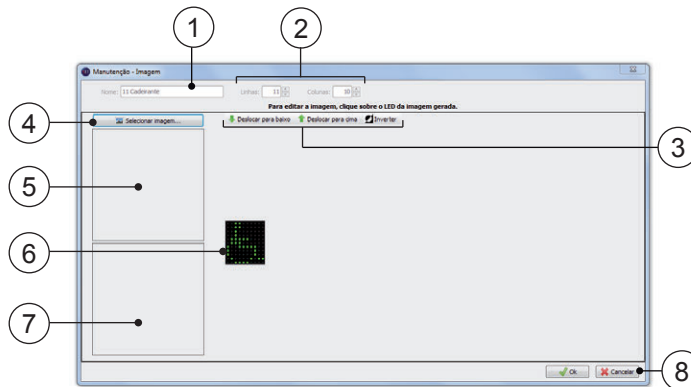 1
2
Manutenção - Imagem
Nome: 11 Cadeirante
Linhas: 11
Colunas: 10
Para editar a imagem, clique sobre o LED da imagem gerada.
4
Selecionar imagem...
Deslocar para baixo
Deslocar para cima
Inverter
3
5
6
7
Ok
Cancelar
8